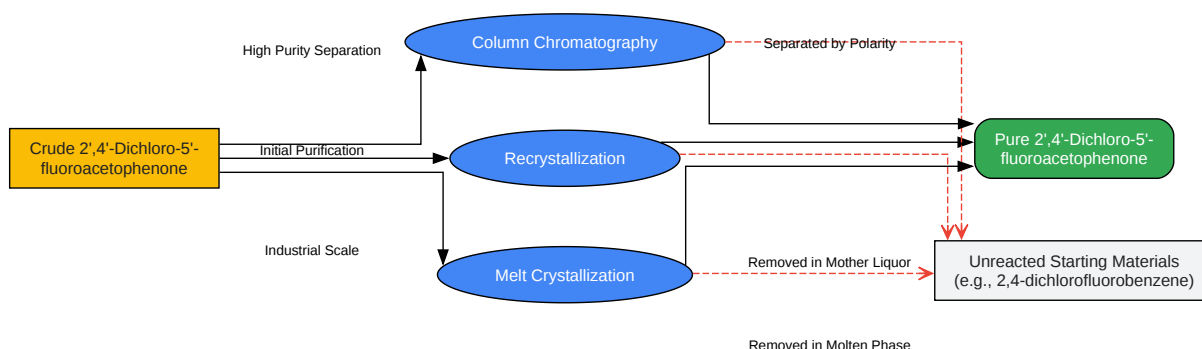 High Purity Separation
Column Chromatography
Separated by Polarity
Crude 2',4'-Dichloro-5'-
fluoroacetophenone
Initial Purification
Recrystallization
Pure 2',4'-Dichloro-5'-
fluoroacetophenone
Industrial Scale
Melt Crystallization
Removed in Mother Liquor
Unreacted Starting Materials
(e.g., 2,4-dichlorofluorobenzene)
Removed in Molten Phase